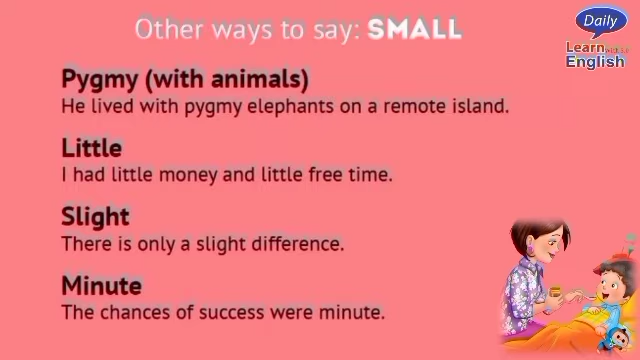 Other ways to say: SMALL
Daily
Learn
English
Pygmy (with animals)
He lived with pygmy elephants on a remote island.
Little
I had little money and little free time.
Slight
There is only a slight difference.
Minute
The chances of success were minute.